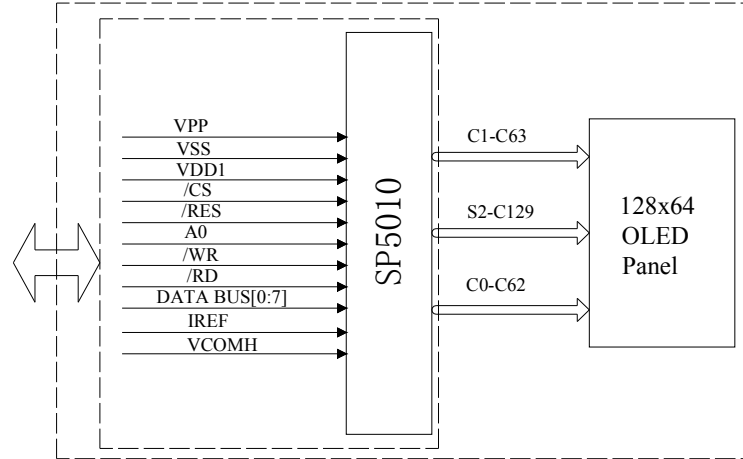 VPP
VSS
VDD1
/CS
/RES
A0
/WR
/RD
DATA BUS[0:7]
IREF
VCOMH
SP5010
C1-C63
S2-C129
C0-C62
128x64
OLED
Panel